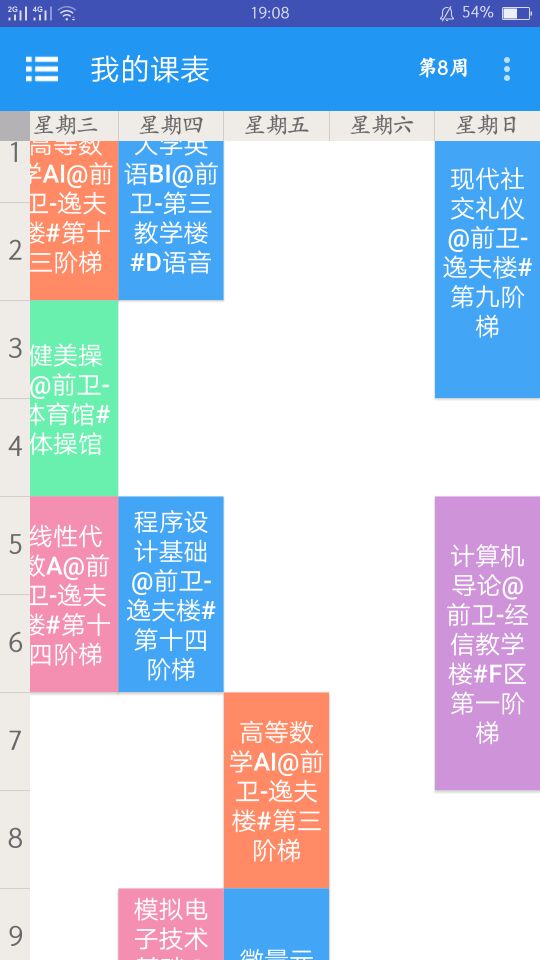 2G 4G 19:08 54%
我的课表 第8周
星期三 星期四 星期五 星期六 星期日
1
2
3
4
5
6
7
8
9
高等数
学AI@前
卫-逸夫
楼#第十
三阶梯
健美操
@前卫-
体育馆#
体操馆
线性代
数A@前
卫-逸夫
楼#第十
四阶梯
大学英
语BI@前
卫-第三
教学楼
#D语音
程序设
计基础
@前卫-
逸夫楼#
第十四
阶梯
模拟电
子技术
高等数
学AI@前
卫-逸夫
楼#第三
阶梯
现代社
交礼仪
@前卫-
逸夫楼#
第九阶
梯
计算机
导论@
前卫-经
信教学
楼#F区
第一阶
梯